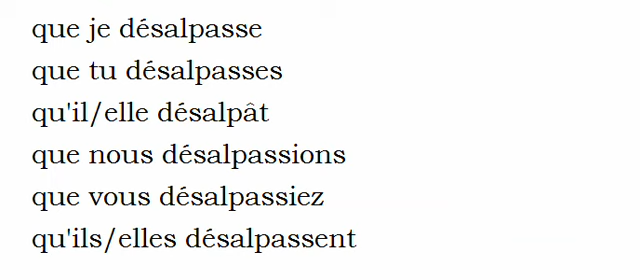 que je désalpasse
que tu désalpasses
qu'il/elle désalpât
que nous désalpassions
que vous désalpassiez
qu'ils/elles désalpassent